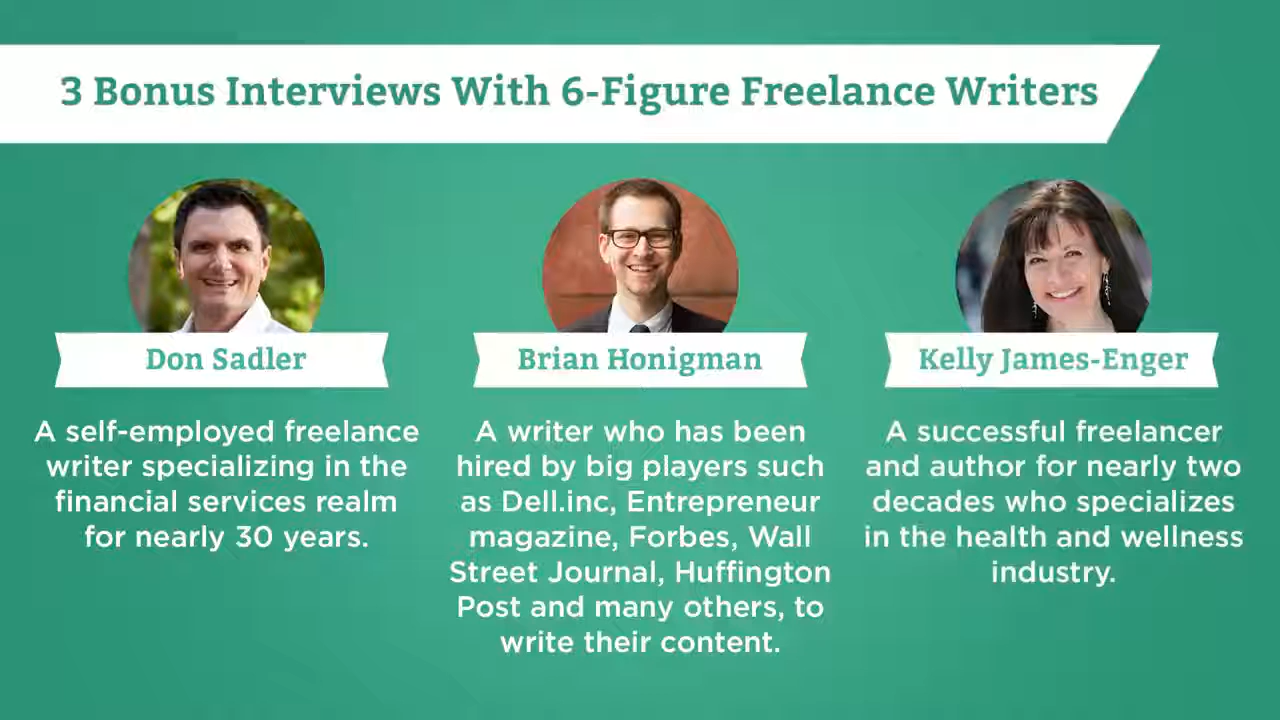 3 Bonus Interviews With 6-Figure Freelance Writers
Don Sadler
A self-employed freelance
writer specializing in the
financial services realm
for nearly 30 years.
Brian Honigman
A writer who has been
hired by big players such
as Dell.inc, Entrepreneur
magazine, Forbes, Wall
Street Journal, Huffington
Post and many others, to
write their content.
Kelly James-Enger
A successful freelancer
and author for nearly two
decades who specializes
in the health and wellness
industry.